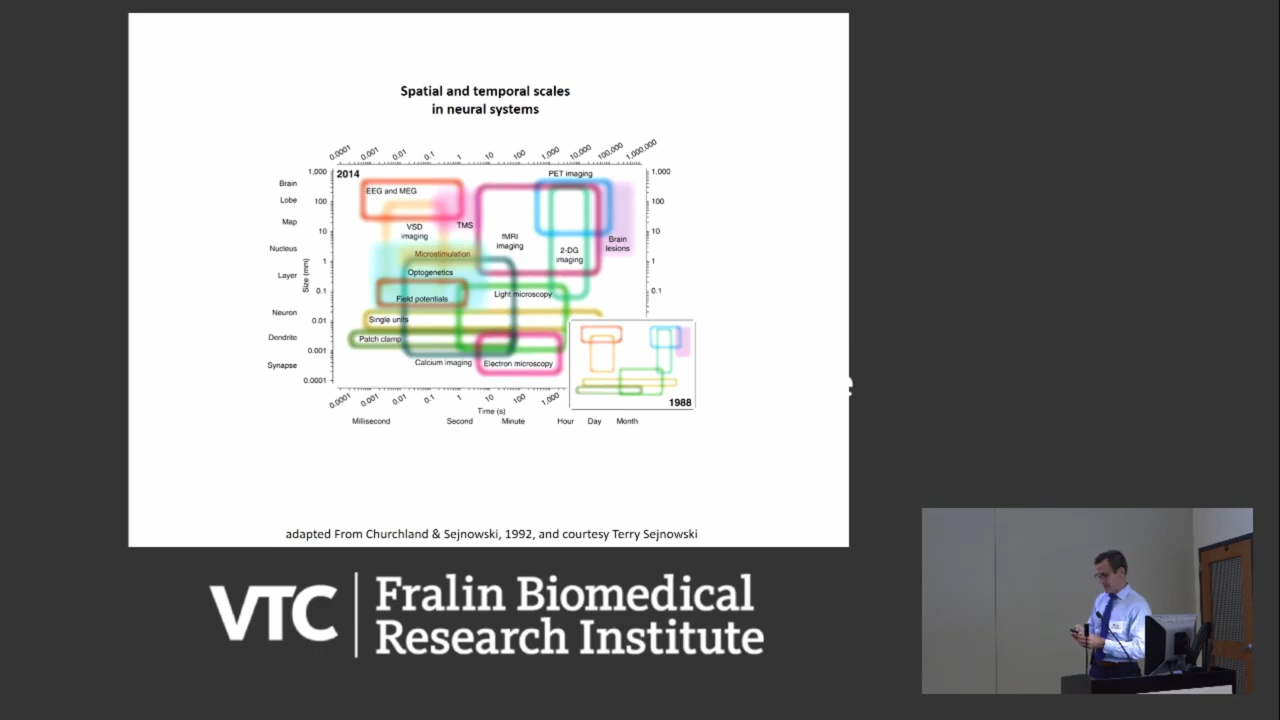 Spatial and temporal scales
in neural systems
0.0001 0.001 0.01 0.1 1 10 100 1,000 10,000 100,000 1,000,000
2014
1,000
100
10
1
0.1
0.01
0.001
0.0001
Size (mm)
Brain
Lobe
Map
Nucleus
Layer
Neuron
Dendrite
Synapse
EEG and MEG
PET imaging
VSD
imaging
TMS
fMRI
imaging
2-DG
imaging
Brain
lesions
Microstimulation
Optogenetics
Field potentials
Light microscopy
Single units
Patch clamp
Calcium imaging
Electron microscopy
1,000
100
10
1
0.1
1988
0.0001 0.001 0.01 0.1 1 10 100 1,000
Time (s)
Millisecond Second Minute Hour Day Month
adapted From Churchland & Sejnowski, 1992, and courtesy Terry Sejnowski
e
VTC
Fralin Biomedical
Research Institute